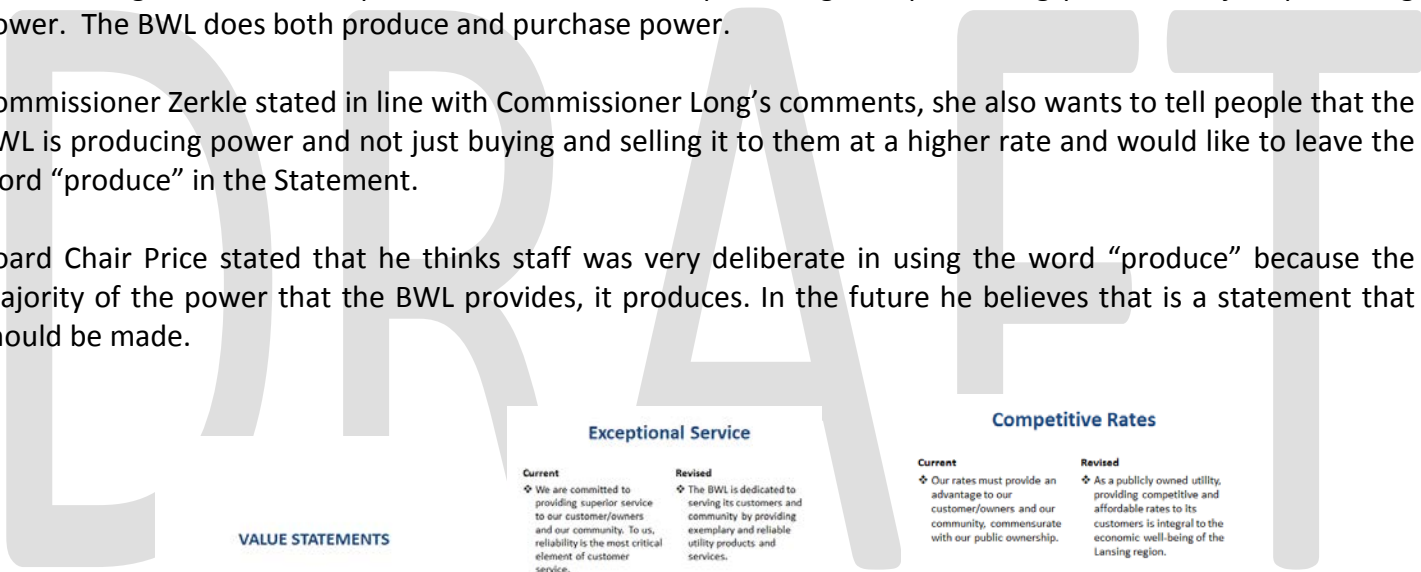 ower. The BWL does both produce and purchase power.
ommissioner Zerkle stated in line with Commissioner Long's comments, she also wants to tell people that the
WL is producing power and not just buying and selling it to them at a higher rate and would like to leave the
ord "produce" in the Statement.
oard Chair Price stated that he thinks staff was very deliberate in using the word "produce" because the
ajority of the power that the BWL provides, it produces. In the future he believes that is a statement that
hould be made.
DRAFT
VALUE STATEMENTS
Exceptional Service
Current
❖ We are committed to
providing superior service
to our customer/owners
and our community. To us,
reliability is the most critical
element of customer
service.
Revised
❖ The BWL is dedicated to
serving its customers and
community by providing
exemplary and reliable
utility products and
services.
Competitive Rates
Current
❖ Our rates must provide an
advantage to our
customer/owners and our
community, commensurate
with our public ownership.
Revised
❖ As a publicly owned utility,
providing competitive and
affordable rates to its
customers is integral to the
economic well-being of the
Lansing region.